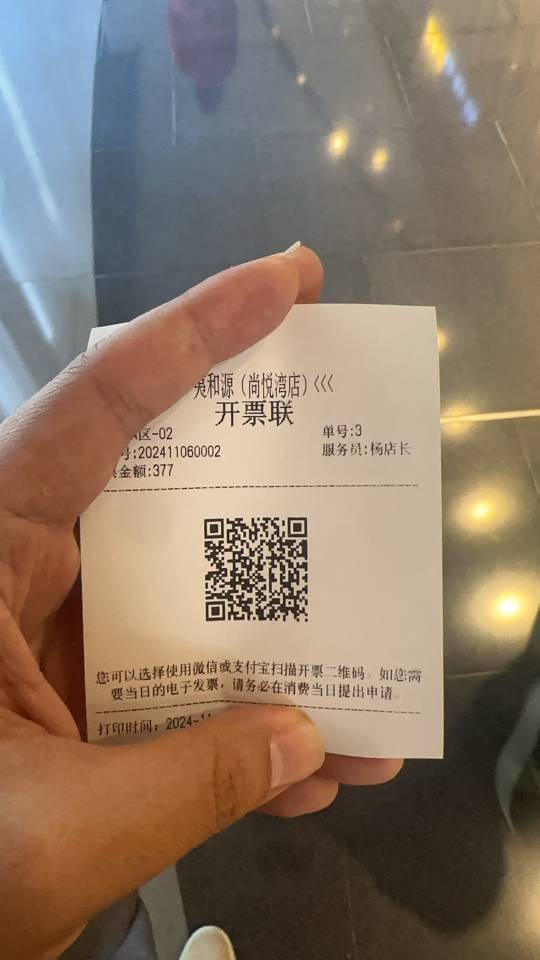 和源（尚悦湾店）<<<
开票联
区-02
单号:3
号:202411060002
服务员:杨店长
金额:377
您可以选择使用微信或支付宝扫描开票二维码。如您需
要当日的电子发票，请务必在消费当日提出申请。
打印时间：2024-1